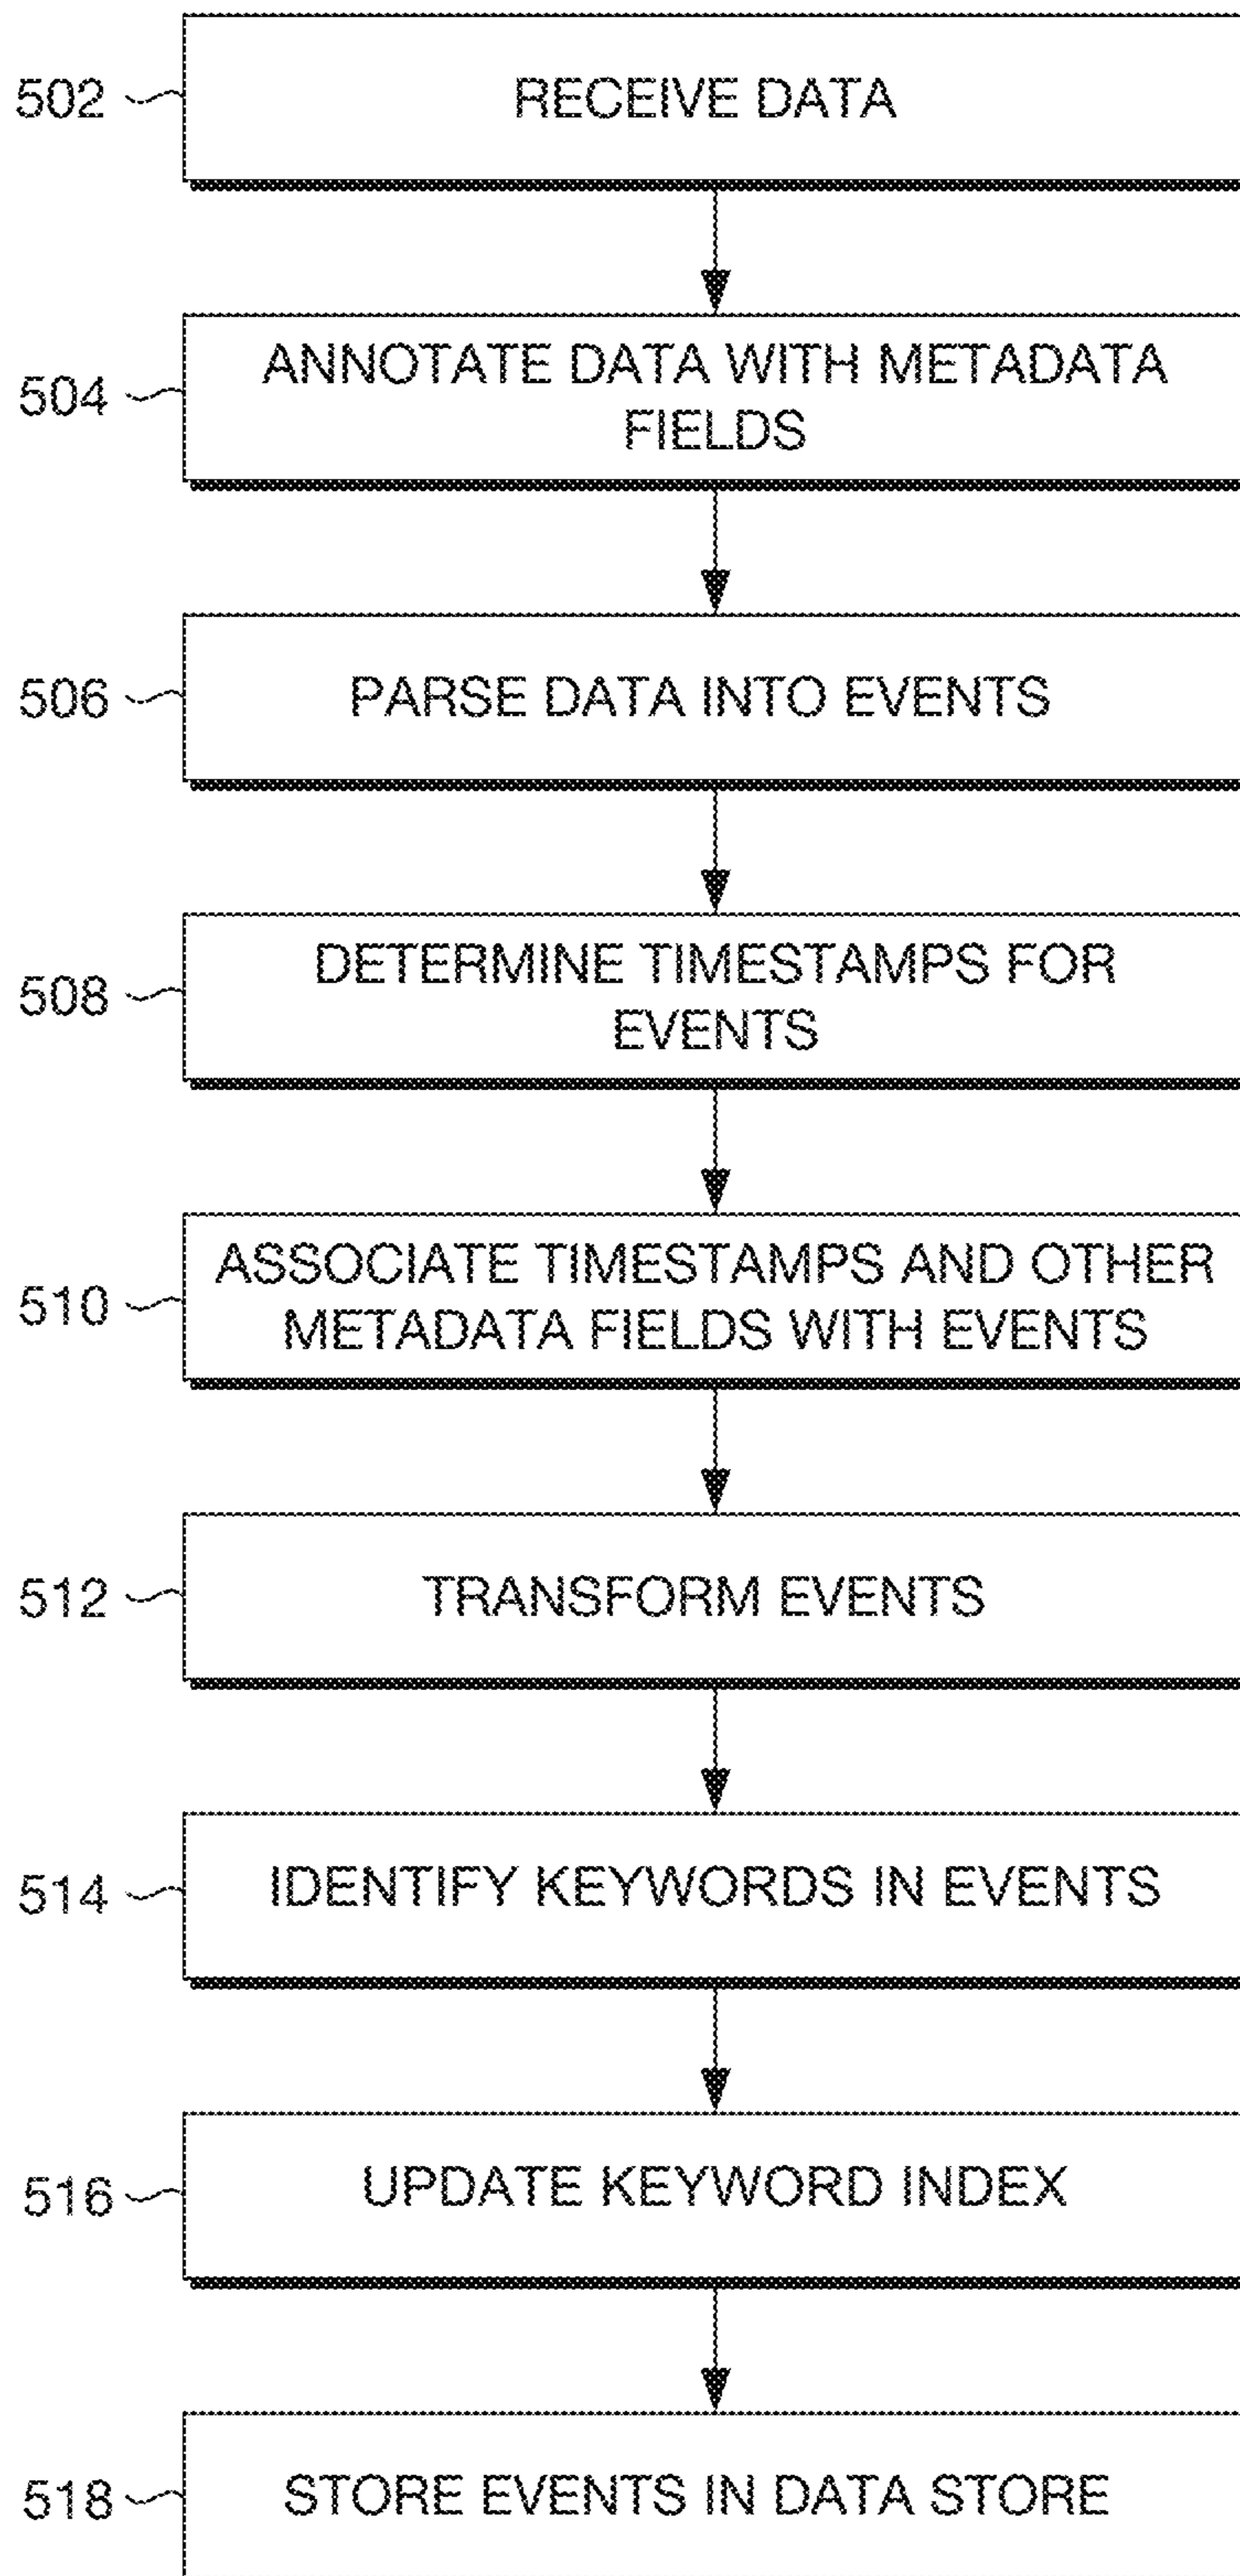 502
RECEIVE DATA
504
ANNOTATE DATA WITH METADATA
FIELDS
506
PARSE DATA INTO EVENTS
508
DETERMINE TIMESTAMPS FOR
EVENTS
510
ASSOCIATE TIMESTAMPS AND OTHER
METADATA FIELDS WITH EVENTS
512
TRANSFORM EVENTS
514
IDENTIFY KEYWORDS IN EVENTS
516
UPDATE KEYWORD INDEX
518
STORE EVENTS IN DATA STORE